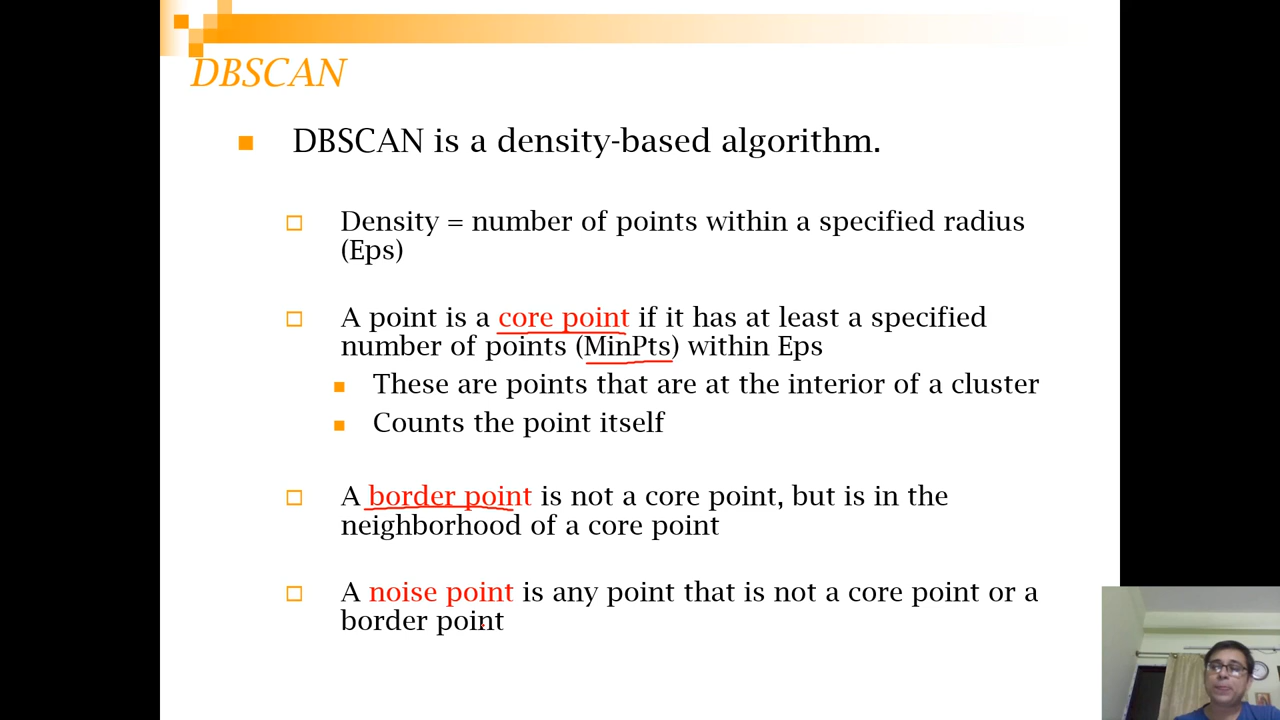 DBSCAN
DBSCAN is a density-based algorithm.
Density = number of points within a specified radius
(Eps)
A point is a core point if it has at least a specified
number of points (MinPts) within Eps
These are points that are at the interior of a cluster
Counts the point itself
A border point is not a core point, but is in the
neighborhood of a core point
A noise point is any point that is not a core point or a
border point